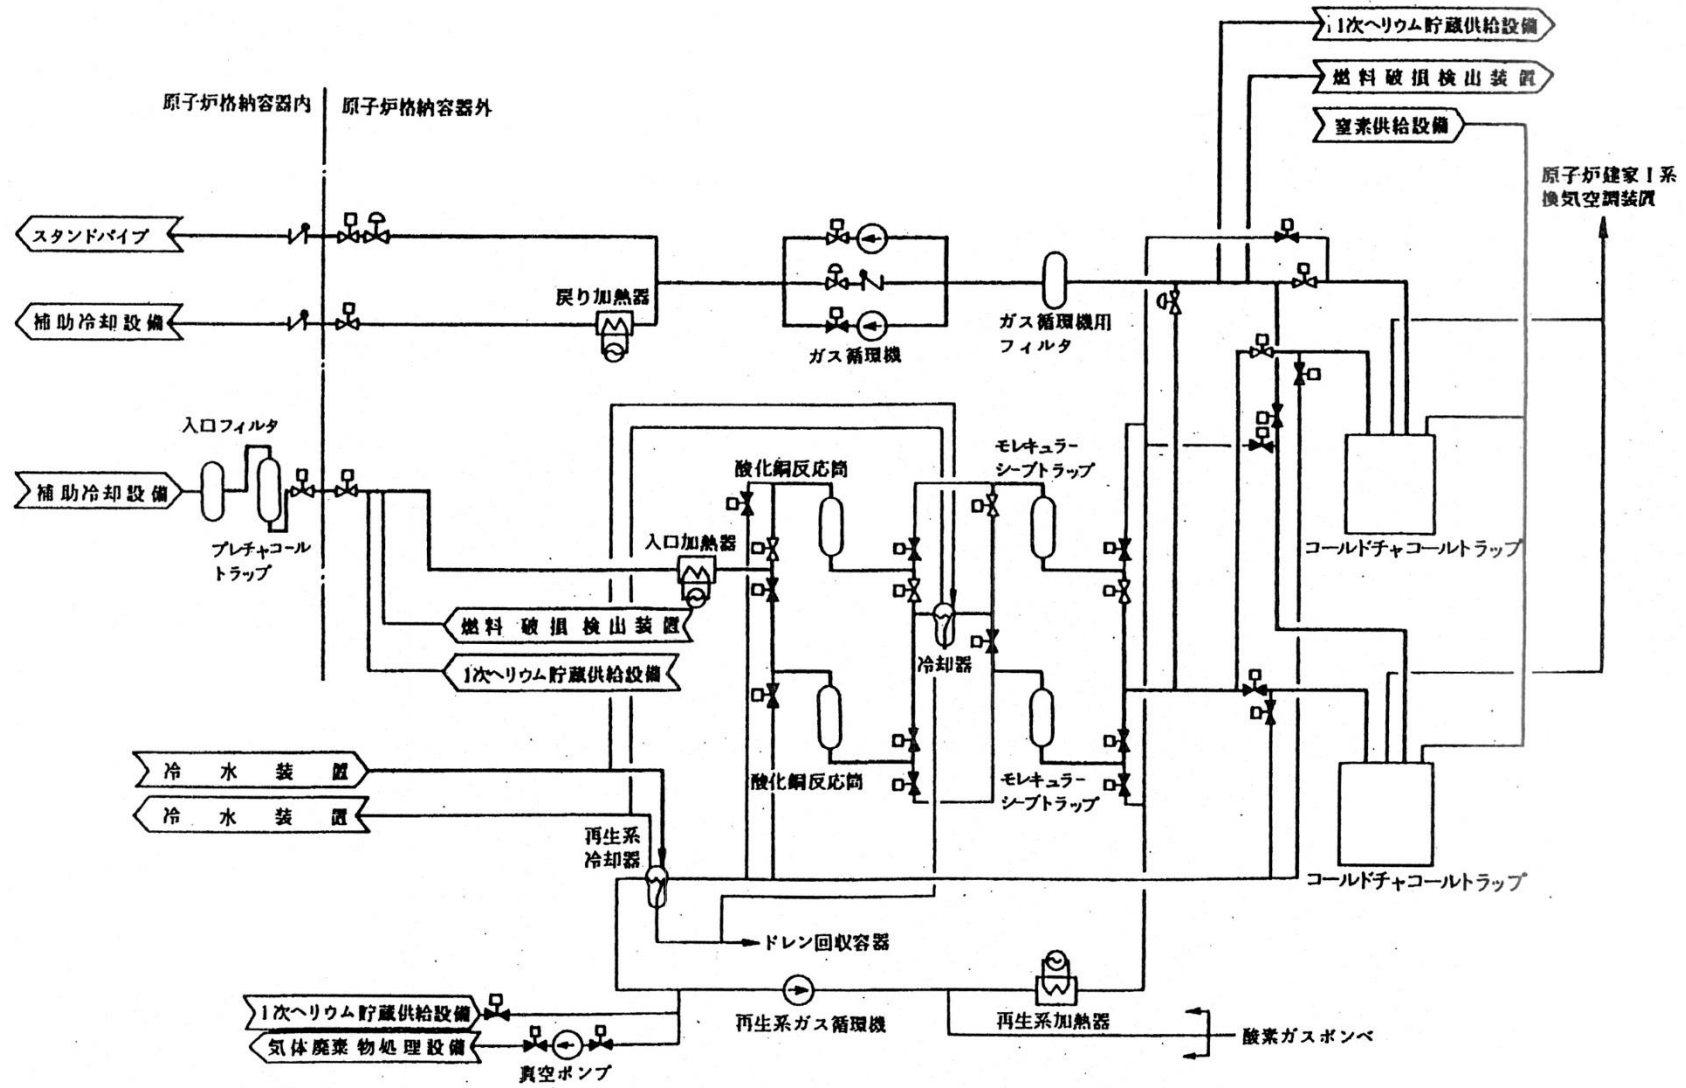 1次ヘリウム貯蔵供給設備
燃料破損検出装置
窒素供給設備
原子炉格納容器内
原子炉格納容器外
原子炉建家I系
換気空調装置
スタンドパイプ
補助冷却設備
戻り加熱器
ガス循環機
ガス循環機用
フィルタ
入口フィルタ
補助冷却設備
プレチャコール
トラップ
酸化銅反応筒
モレキュラー
シーブトラップ
入口加熱器
コールドチャコールトラップ
燃料破損検出装置
1次ヘリウム貯蔵供給設備
冷却器
冷水装置
冷水装置
酸化銅反応筒
モレキュラー
シーブトラップ
再生系
冷却器
コールドチャコールトラップ
ドレン回収容器
1次ヘリウム貯蔵供給設備
再生系ガス循環機
再生系加熱器
酸素ガスボンベ
気体廃棄物処理設備
真空ポンプ